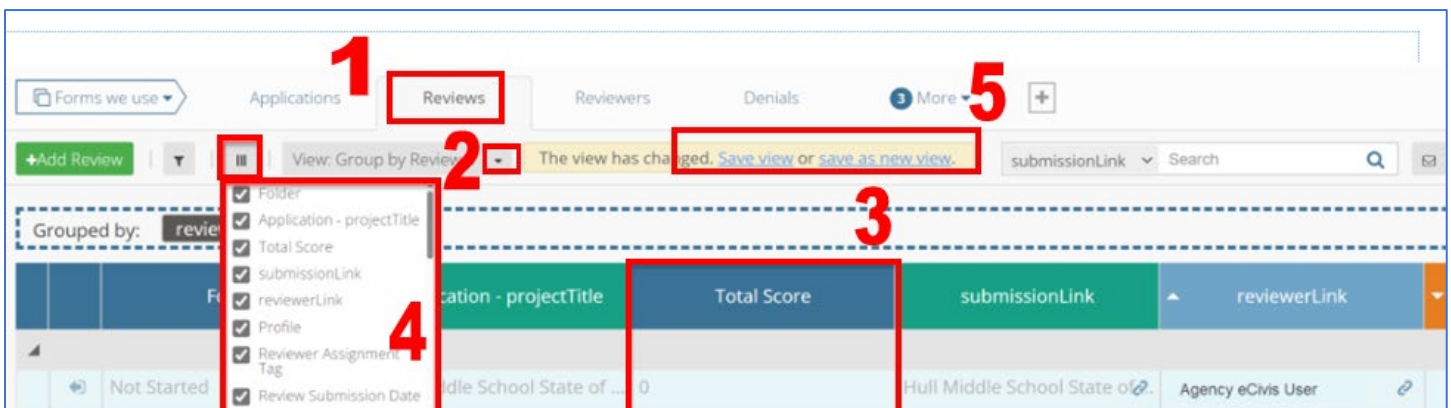 1
5
Forms we use
Applications
Reviews
Reviewers
Denials
3 More
+
+Add Review
View: Group by Review
2
The view has changed. Save view or save as new view.
submissionLink
Search
3
Grouped by:
Folder
Application - projectTitle
Total Score
submissionLink
reviewerLink
Profile
Reviewer Assignment
Tag
Review Submission Date
4
projectTitle
Total Score
submissionLink
reviewerLink
Not Started
School State of ...
0
Hull Middle School State of
Agency eCivis User